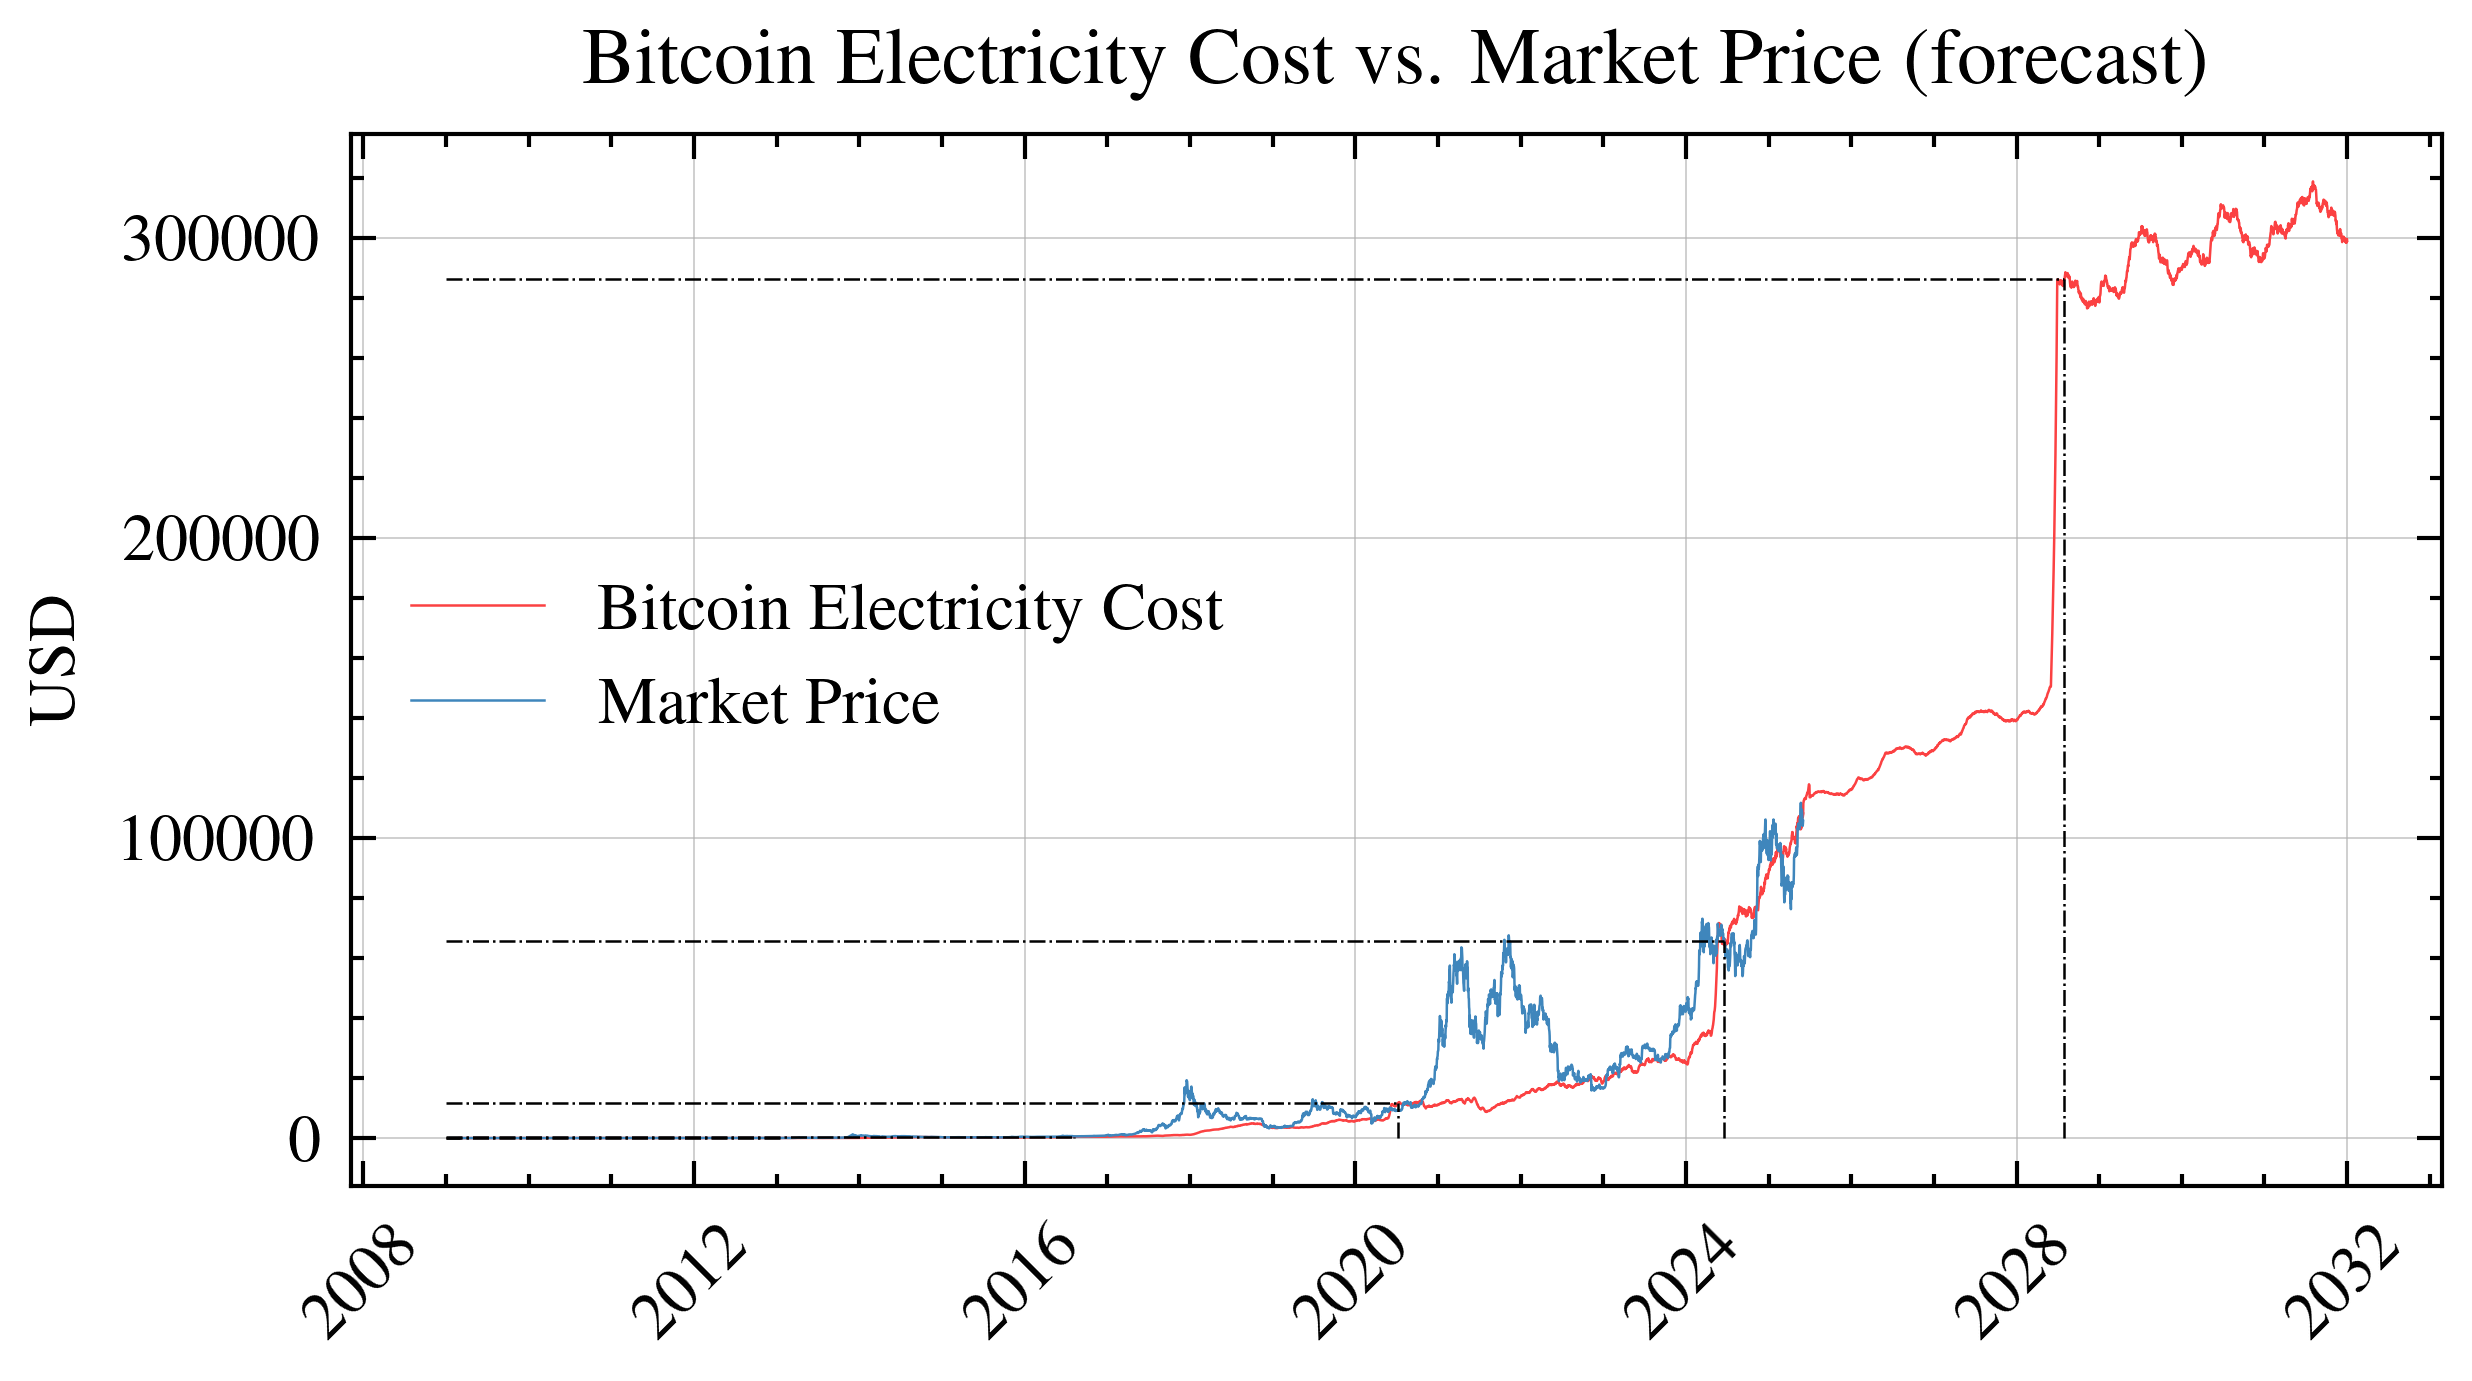 Bitcoin Electricity Cost vs. Market Price (forecast)
300000
200000
100000
0
USD
Bitcoin Electricity Cost
Market Price
2008
2012
2016
2020
2024
2028
2032